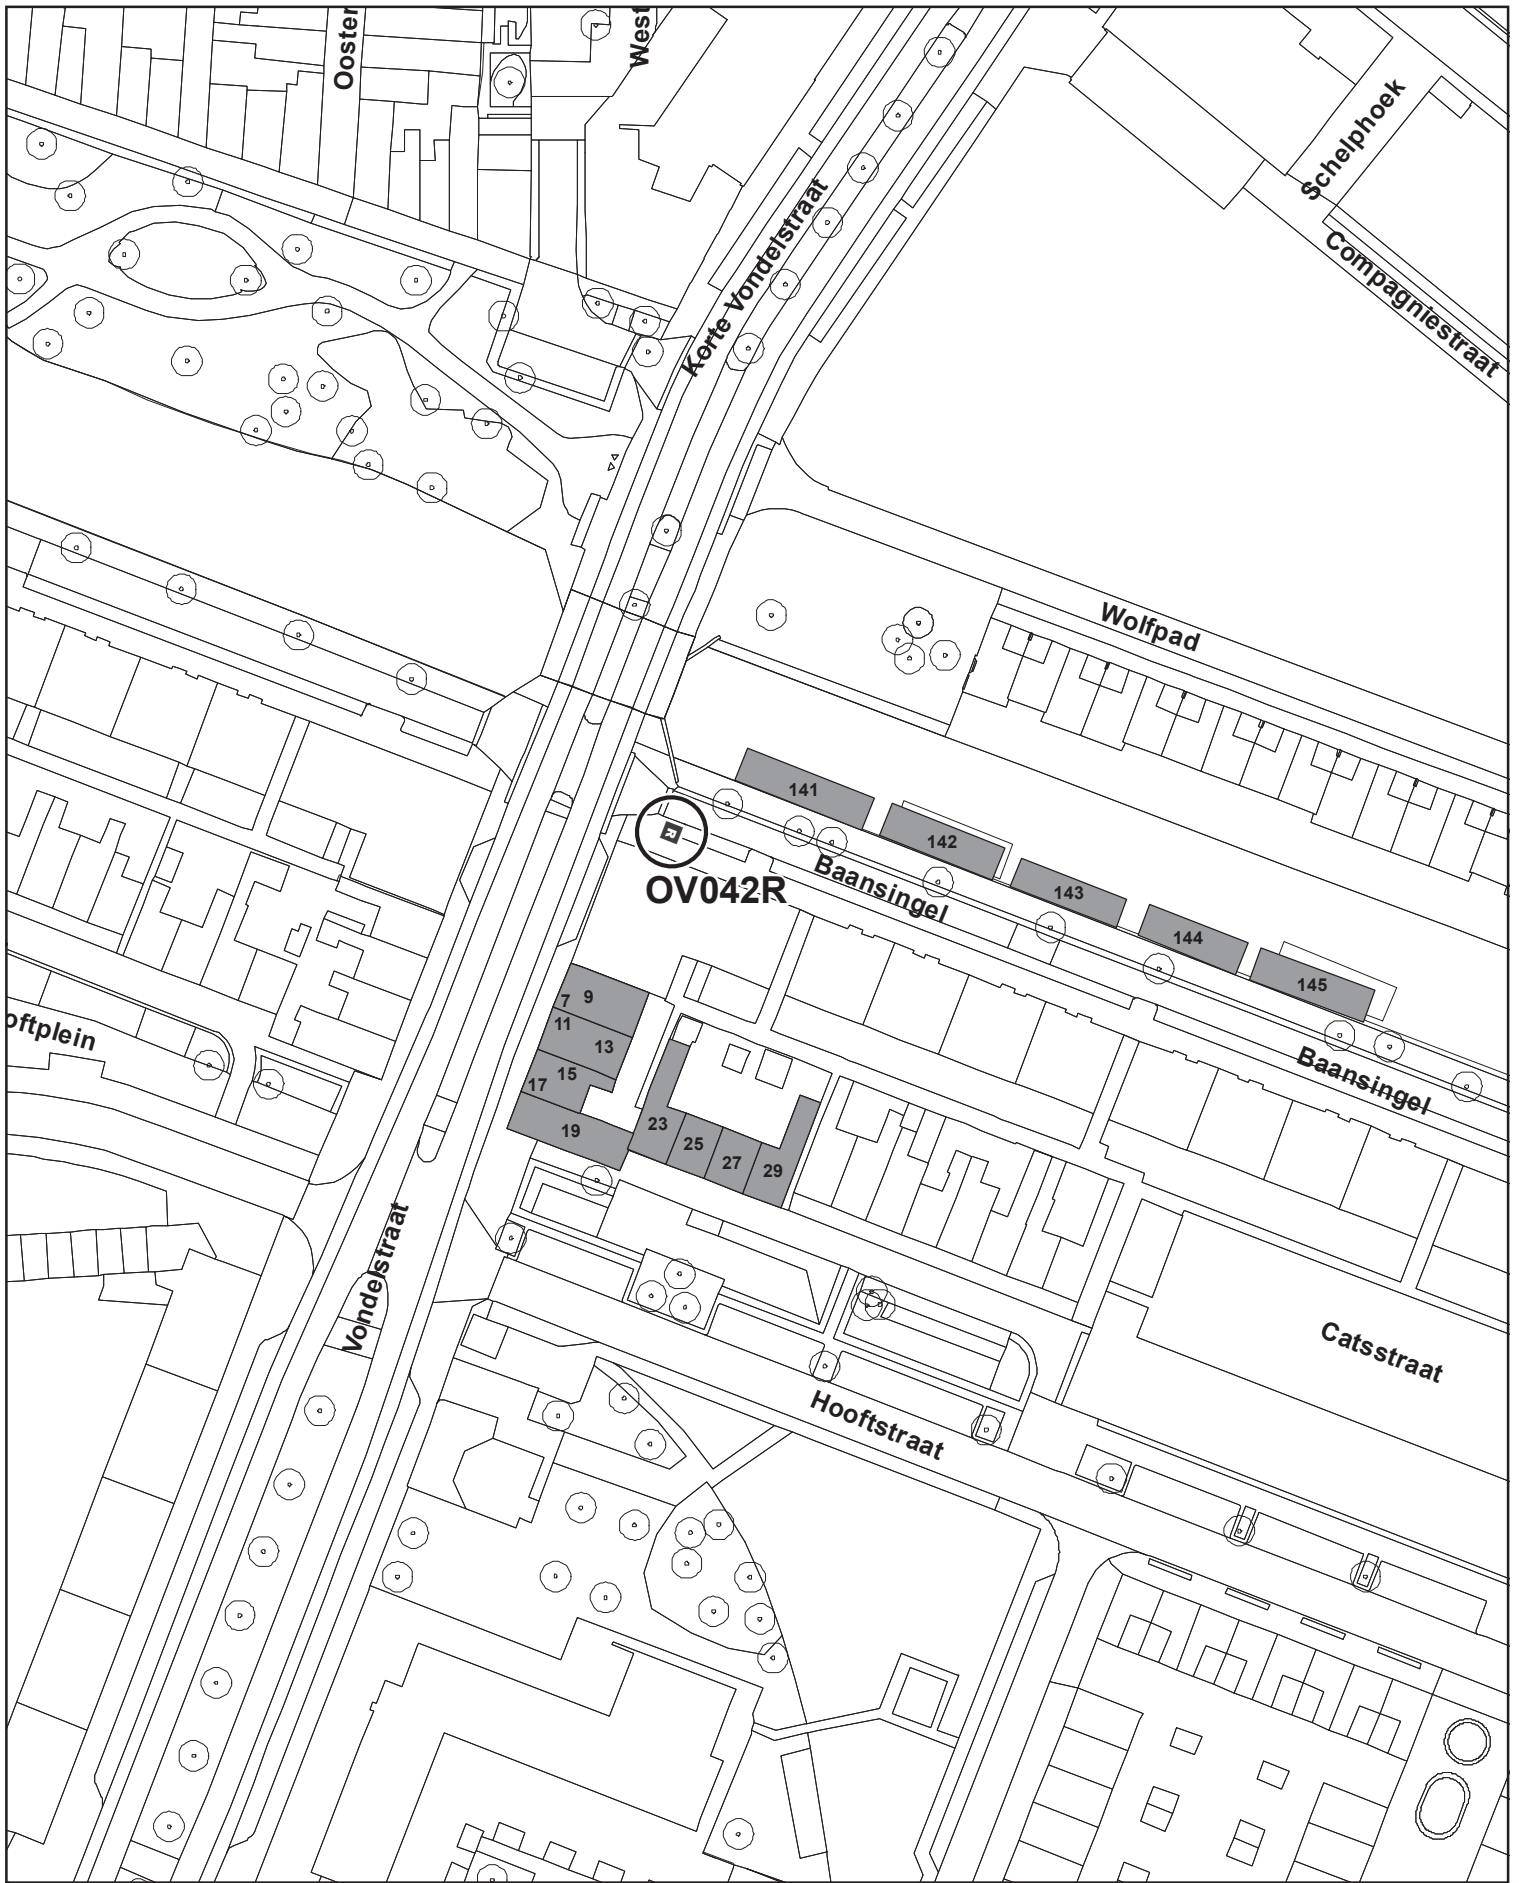 Ooster
West
Schelphoek
Compagniestraat
Korte Vondelstraat
Wolfpad
141
142
143
144
145
R
OV042R
Baansingel
Baansingel
7
9
11
13
15
17
19
23
25
27
29
oftplein
Vondelstraat
Catsstraat
Hooftstraat